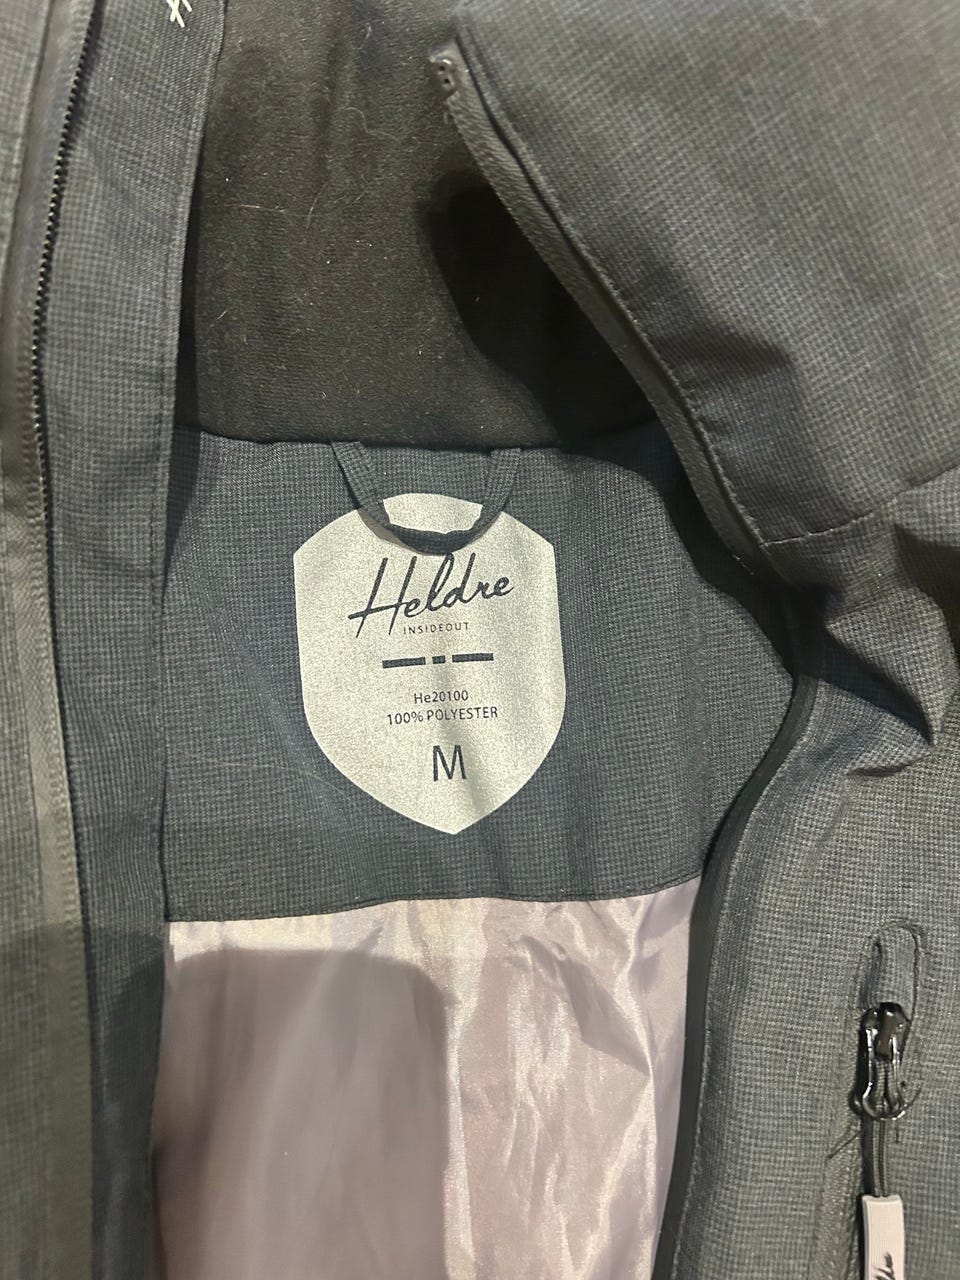 Heldre
INSIDEOUT
He20100
100% POLYESTER
M